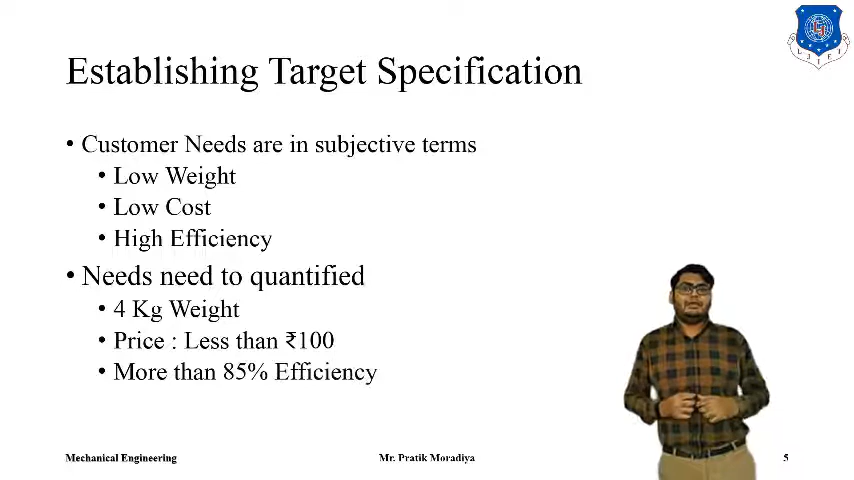 Establishing Target Specification
• Customer Needs are in subjective terms
• Low Weight
• Low Cost
• High Efficiency
• Needs need to quantified
• 4 Kg Weight
• Price : Less than ₹100
• More than 85% Efficiency
Mechanical Engineering
Mr. Pratik Moradiya
5